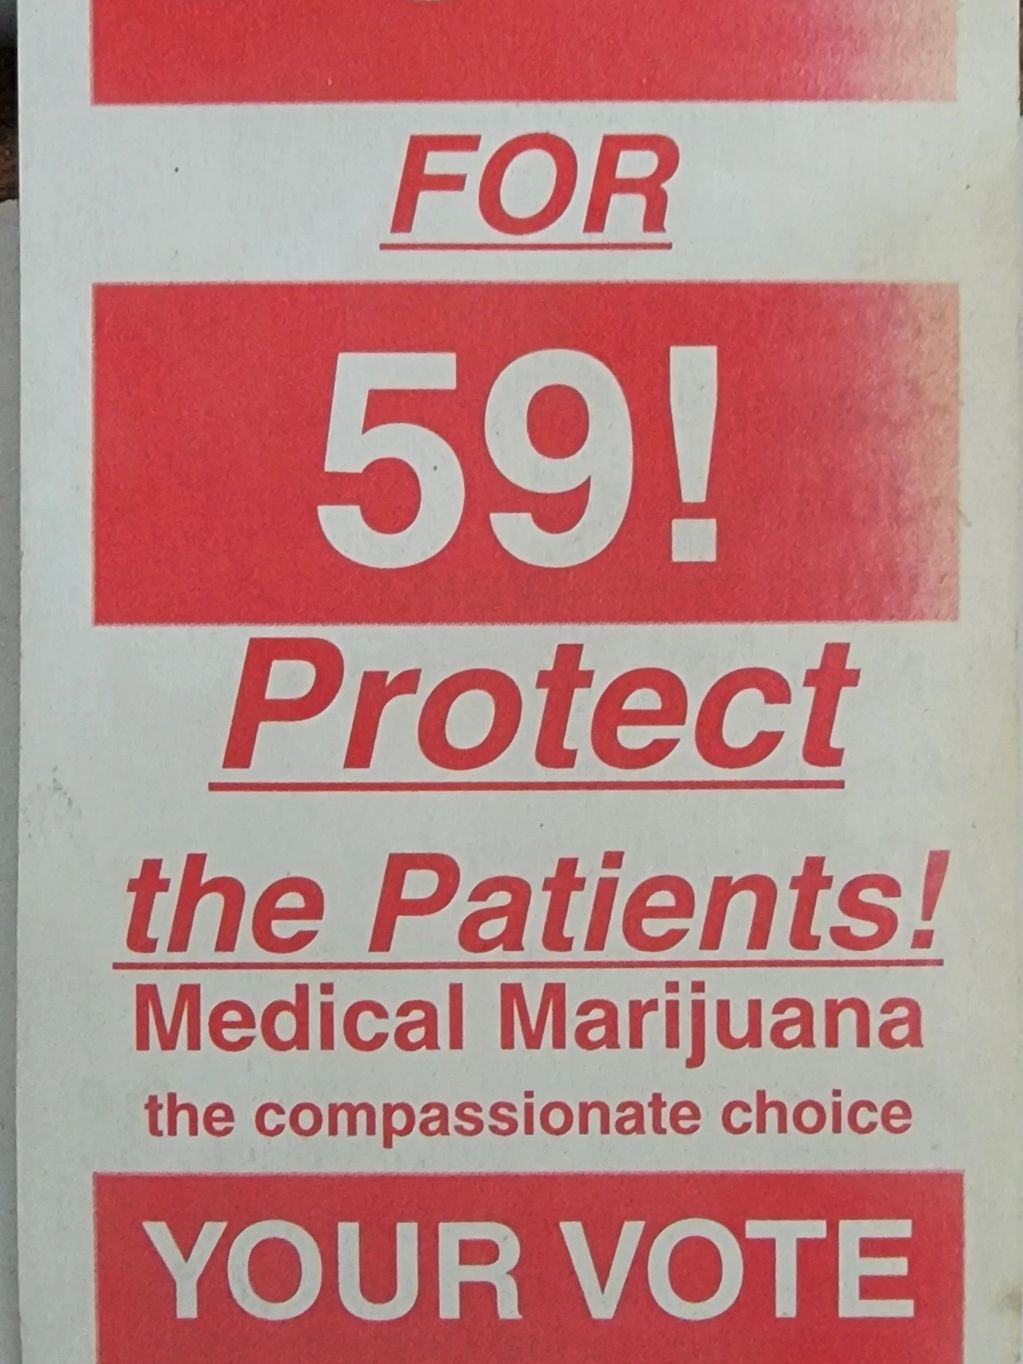 FOR
59!
Protect
the Patients!
Medical Marijuana
the compassionate choice
YOUR VOTE